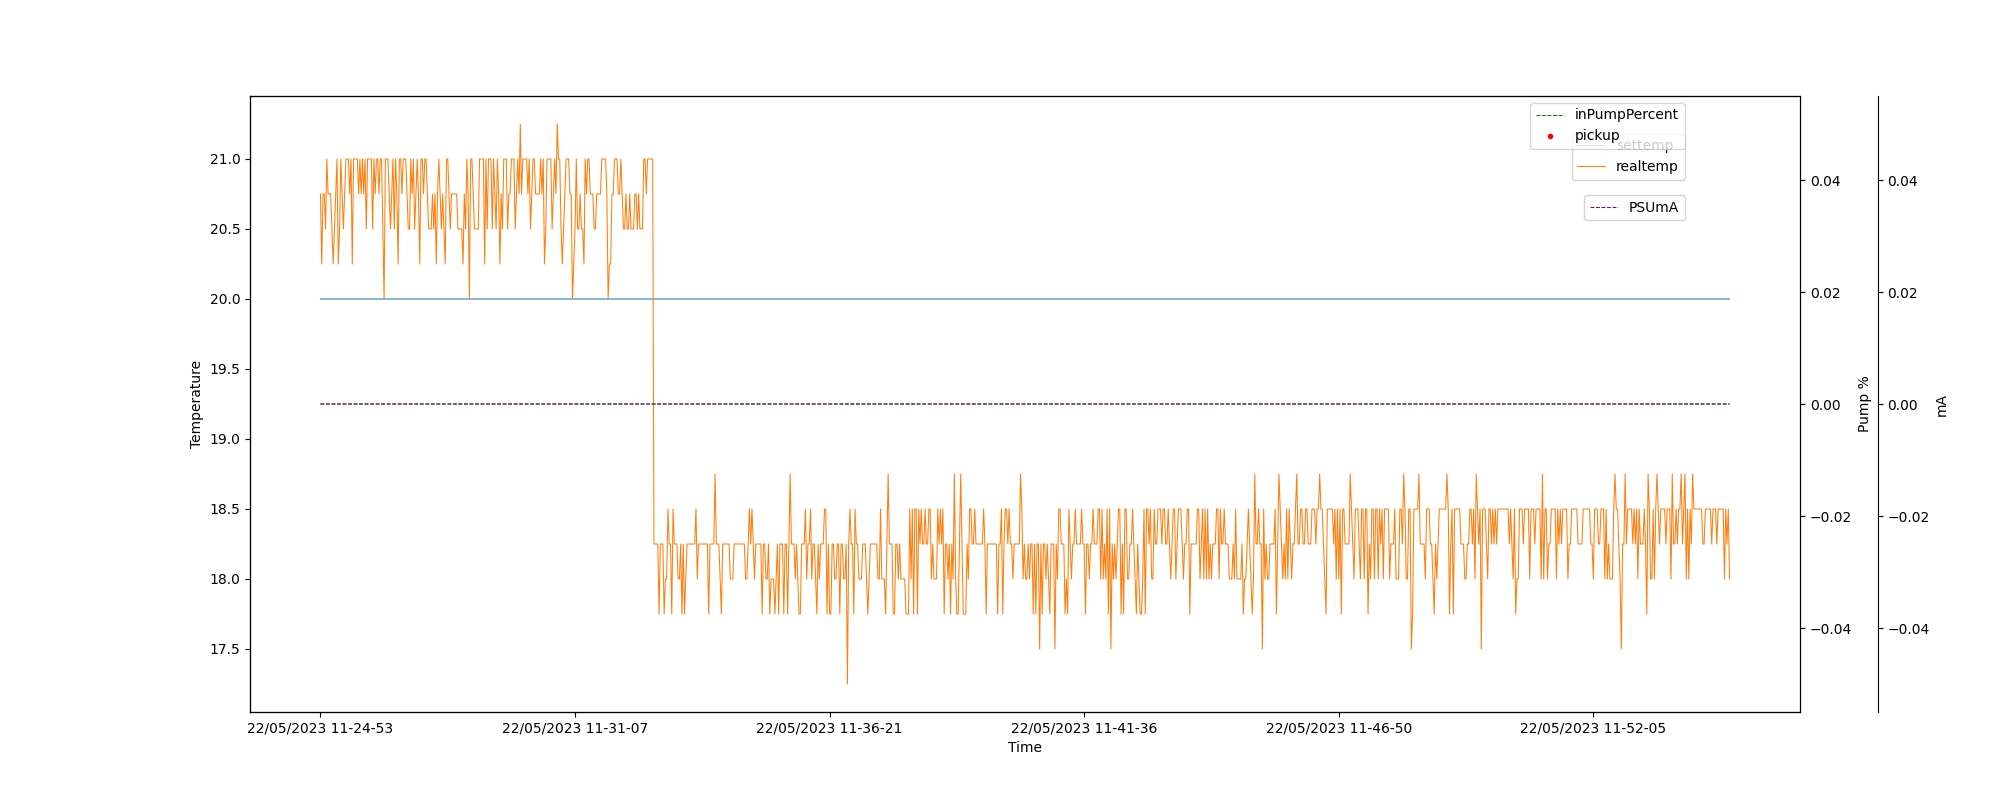 inPumpPercent
pickup
settemp
realtemp
PSUmA
21.0
20.5
20.0
19.5
19.0
18.5
18.0
17.5
Temperature
0.04
0.02
0.00
−0.02
−0.04
Pump %
0.04
0.02
0.00
−0.02
−0.04
mA
22/05/2023 11-24-53
22/05/2023 11-31-07
22/05/2023 11-36-21
22/05/2023 11-41-36
22/05/2023 11-46-50
22/05/2023 11-52-05
Time